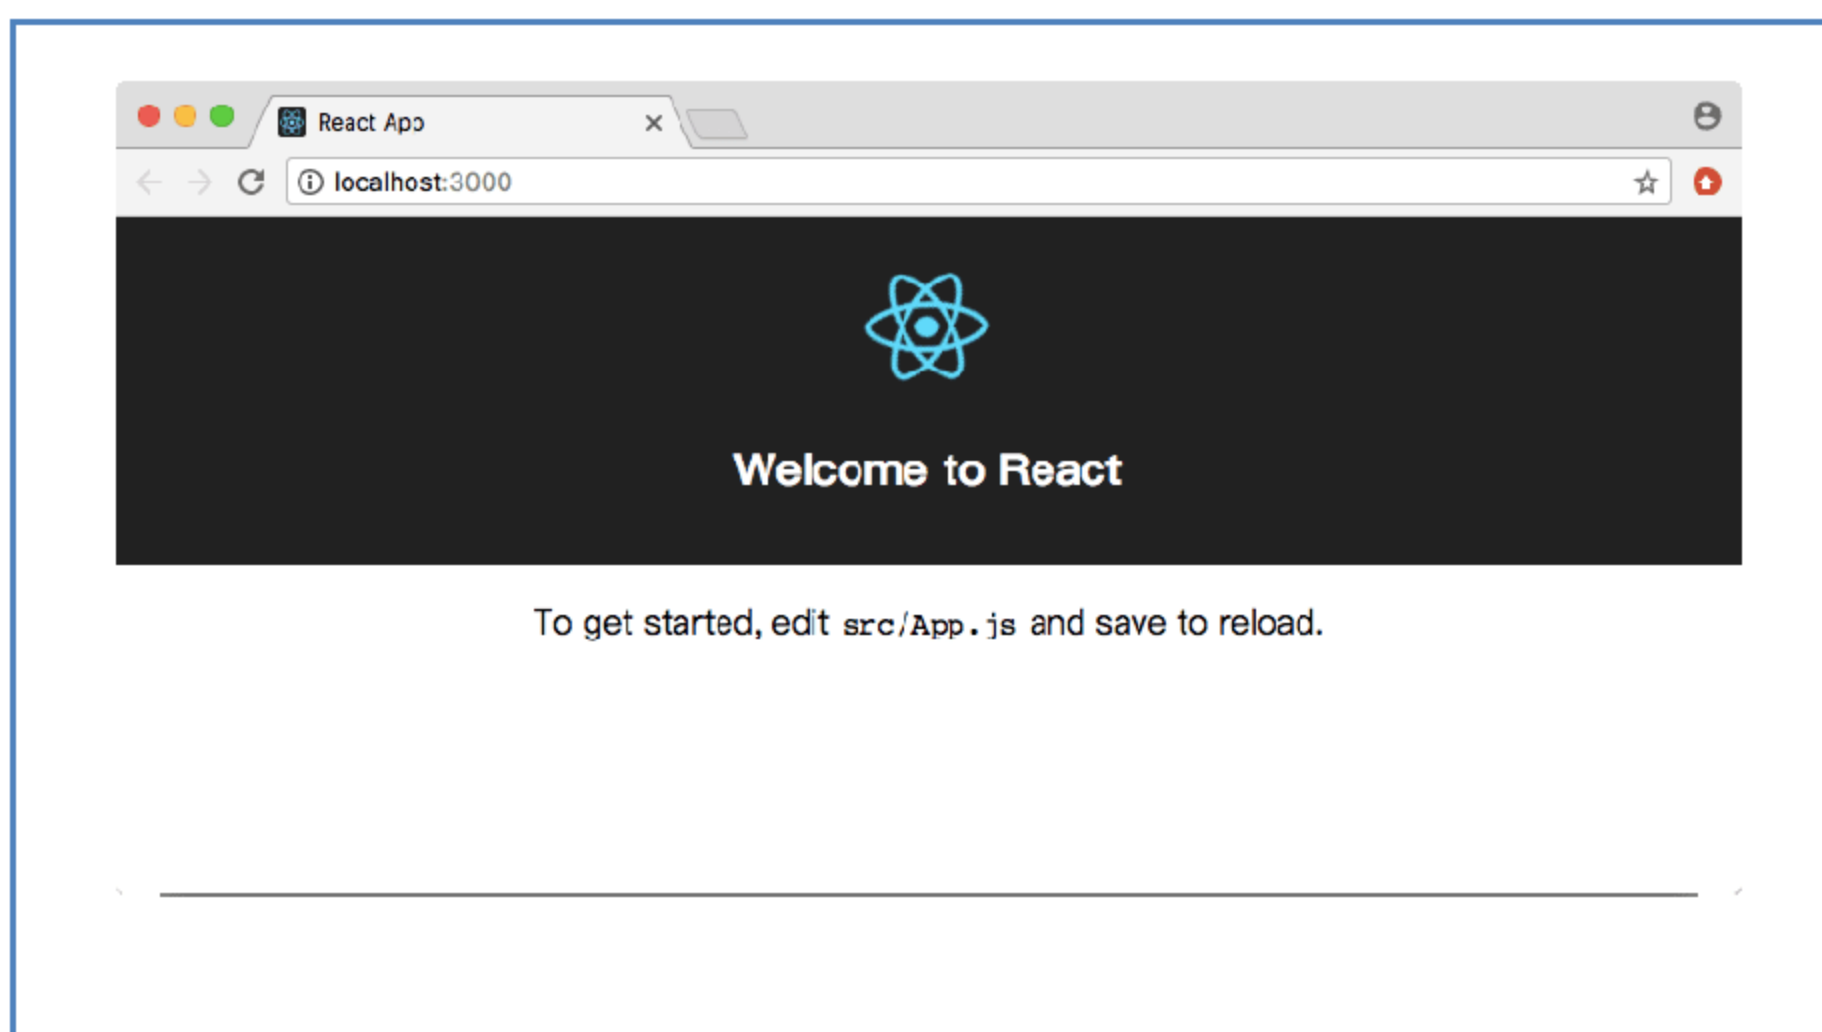 React App
localhost:3000
Welcome to React
To get started, edit src/App.js and save to reload.